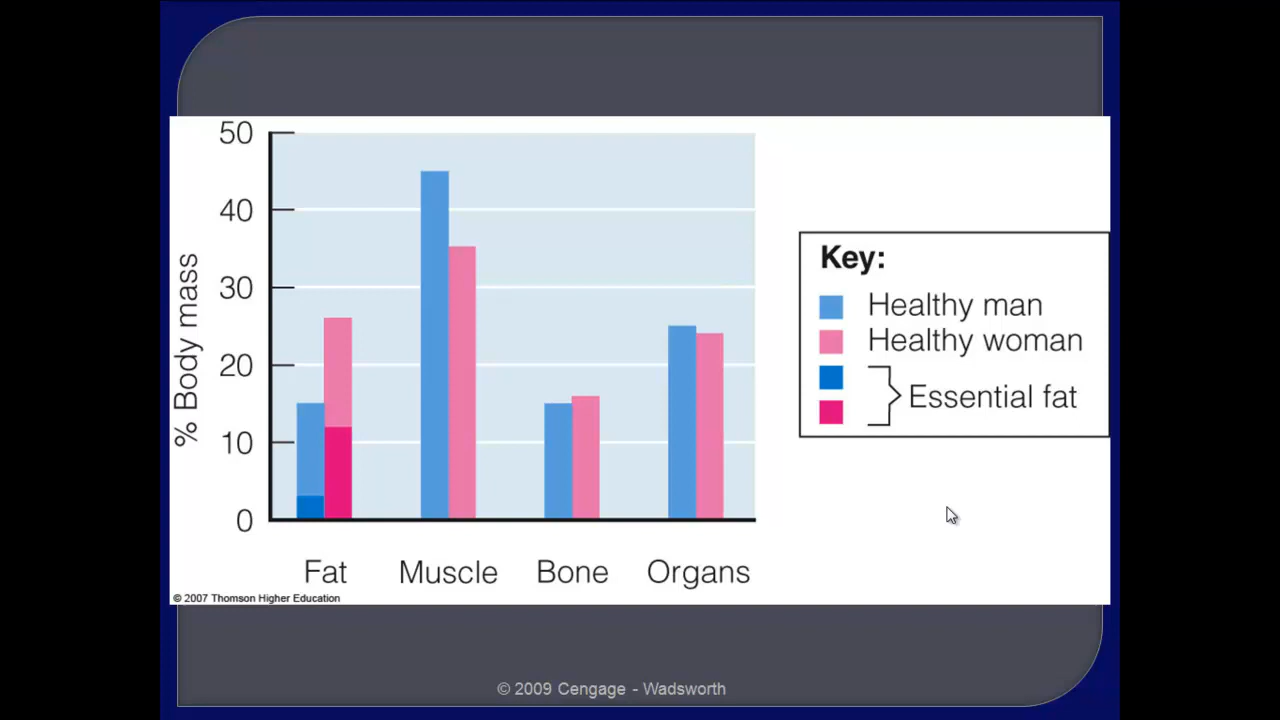 50
40
30
20
10
0
% Body mass
Fat
Muscle
Bone
Organs
Key:
Healthy man
Healthy woman
Essential fat
© 2007 Thomson Higher Education
© 2009 Cengage - Wadsworth